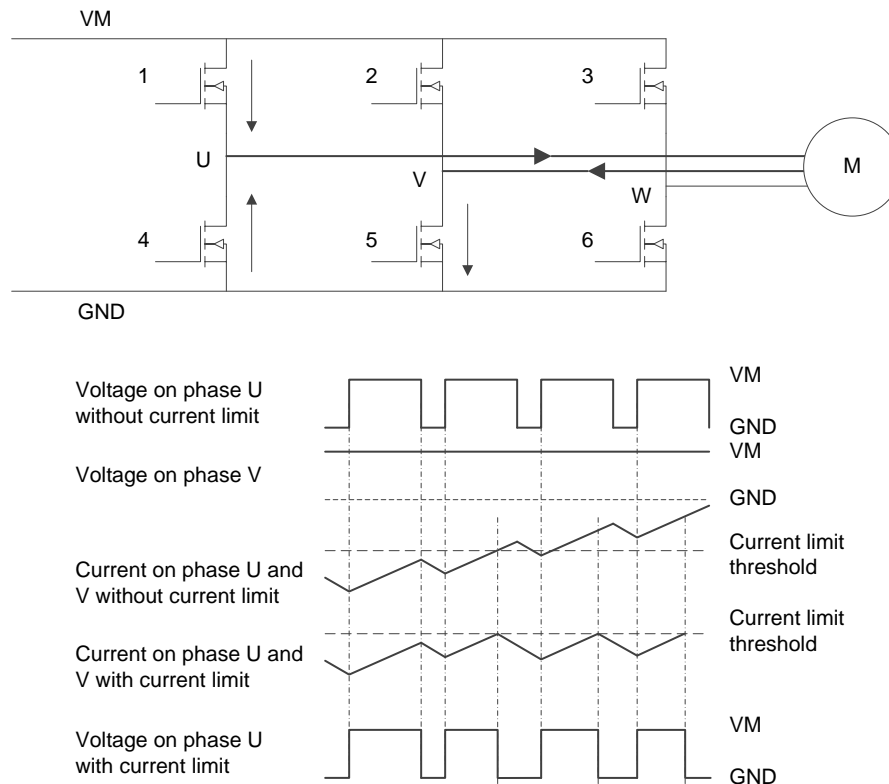 VM
1
2
3
U
V
W
M
4
5
6
GND
Voltage on phase U
without current limit
VM
GND
Voltage on phase V
VM
GND
Current on phase U and
V without current limit
Current limit
threshold
Current on phase U and
V with current limit
Current limit
threshold
Voltage on phase U
with current limit
VM
GND